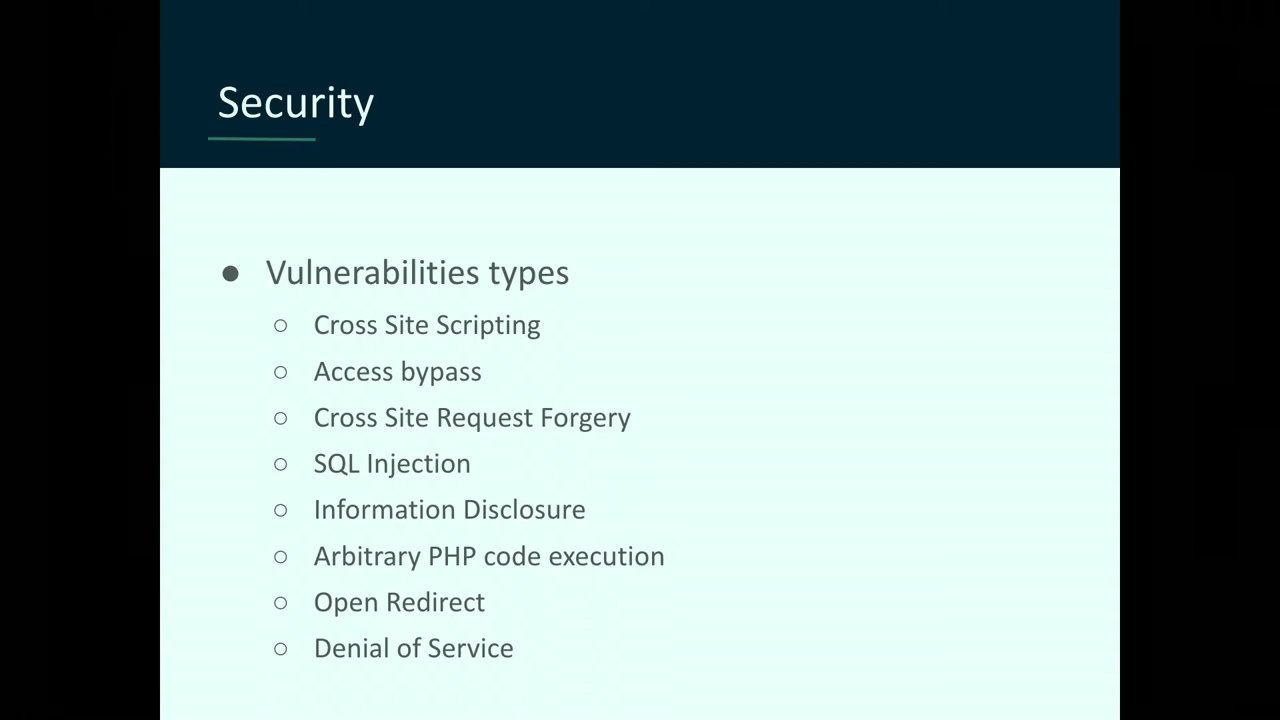 Security
● Vulnerabilities types
○ Cross Site Scripting
○ Access bypass
○ Cross Site Request Forgery
○ SQL Injection
○ Information Disclosure
○ Arbitrary PHP code execution
○ Open Redirect
○ Denial of Service